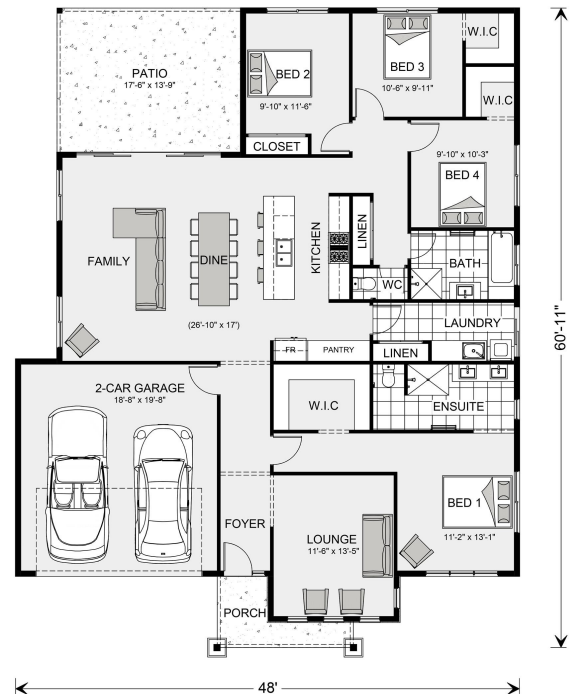 PATIO
17'-6" x 13'-9"
BED 2
9'-10" x 11'-6"
CLOSET
BED 3
10'-6" x 9'-11"
W.I.C
W.I.C
9'-10" x 10'-3"
BED 4
FAMILY
DINE
KITCHEN
LINEN
BATH
WC
(26'-10" x 17')
LAUNDRY
FR
PANTRY
LINEN
2-CAR GARAGE
18'-8" x 19'-8"
W.I.C
ENSUITE
BED 1
11'-2" x 13'-1"
FOYER
LOUNGE
11'-6" x 13'-5"
PORCH
60'-11"
48'